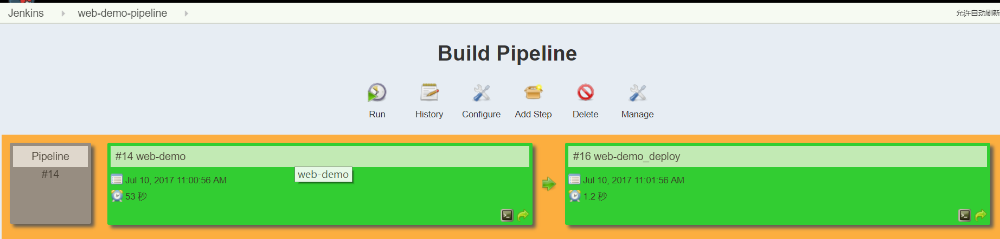 Jenkins web-demo-pipeline 允许自动刷新
Build Pipeline
Run History Configure Add Step Delete Manage
Pipeline
#14
#14 web-demo
web-demo
Jul 10, 2017 11:00:56 AM
53 秒
#16 web-demo_deploy
Jul 10, 2017 11:01:56 AM
1.2 秒